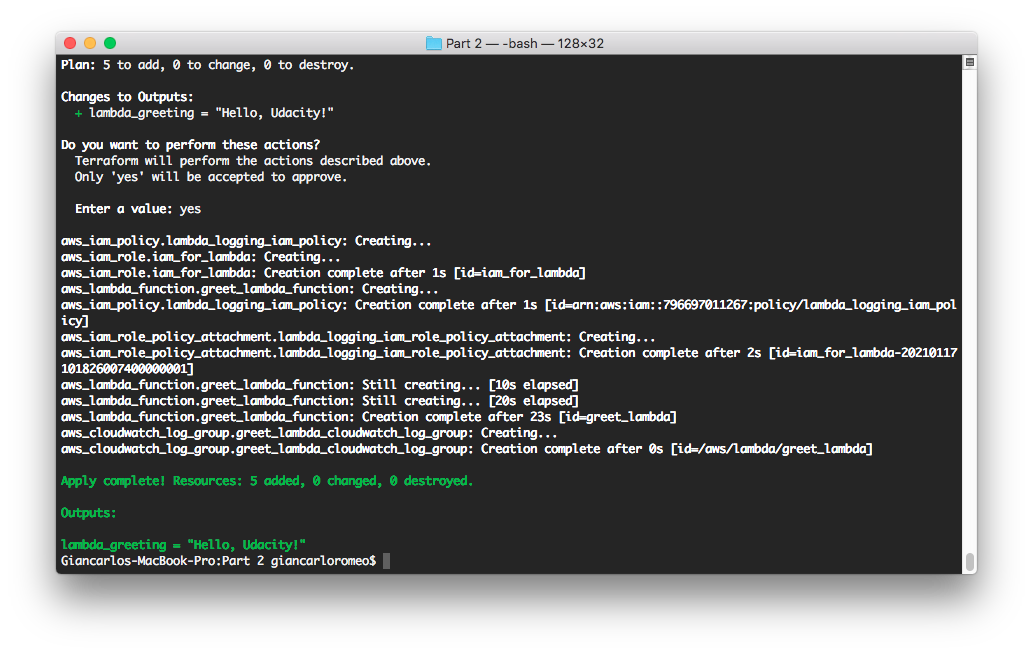 Part 2 — -bash — 128×32
Plan: 5 to add, 0 to change, 0 to destroy.
Changes to Outputs:
+ lambda_greeting = "Hello, Udacity!"
Do you want to perform these actions?
Terraform will perform the actions described above.
Only 'yes' will be accepted to approve.
Enter a value: yes
aws_iam_policy.lambda_logging_iam_policy: Creating...
aws_iam_role.iam_for_lambda: Creating...
aws_iam_role.iam_for_lambda: Creation complete after 1s [id=iam_for_lambda]
aws_lambda_function.greet_lambda_function: Creating...
aws_iam_policy.lambda_logging_iam_policy: Creation complete after 1s [id=arn:aws:iam::796697011267:policy/lambda_logging_iam_pol
icy]
aws_iam_role_policy_attachment.lambda_logging_iam_role_policy_attachment: Creating...
aws_iam_role_policy_attachment.lambda_logging_iam_role_policy_attachment: Creation complete after 2s [id=iam_for_lambda-20210117
101826007400000001]
aws_lambda_function.greet_lambda_function: Still creating... [10s elapsed]
aws_lambda_function.greet_lambda_function: Still creating... [20s elapsed]
aws_lambda_function.greet_lambda_function: Creation complete after 23s [id=greet_lambda]
aws_cloudwatch_log_group.greet_lambda_cloudwatch_log_group: Creating...
aws_cloudwatch_log_group.greet_lambda_cloudwatch_log_group: Creation complete after 0s [id=/aws/lambda/greet_lambda]
Apply complete! Resources: 5 added, 0 changed, 0 destroyed.
Outputs:
lambda_greeting = "Hello, Udacity!"
Giancarlos-MacBook-Pro:Part 2 giancarloromeo$